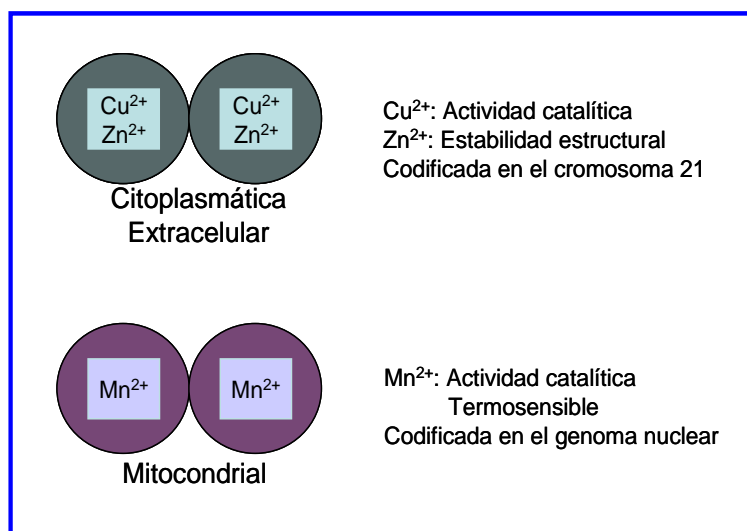 Cu²⁺
Zn²⁺
Cu²⁺
Zn²⁺
Citoplasmática
Extracelular
Cu²⁺: Actividad catalítica
Zn²⁺: Estabilidad estructural
Codificada en el cromosoma 21
Mn²⁺
Mn²⁺
Mitocondrial
Mn²⁺: Actividad catalítica
Termosensible
Codificada en el genoma nuclear